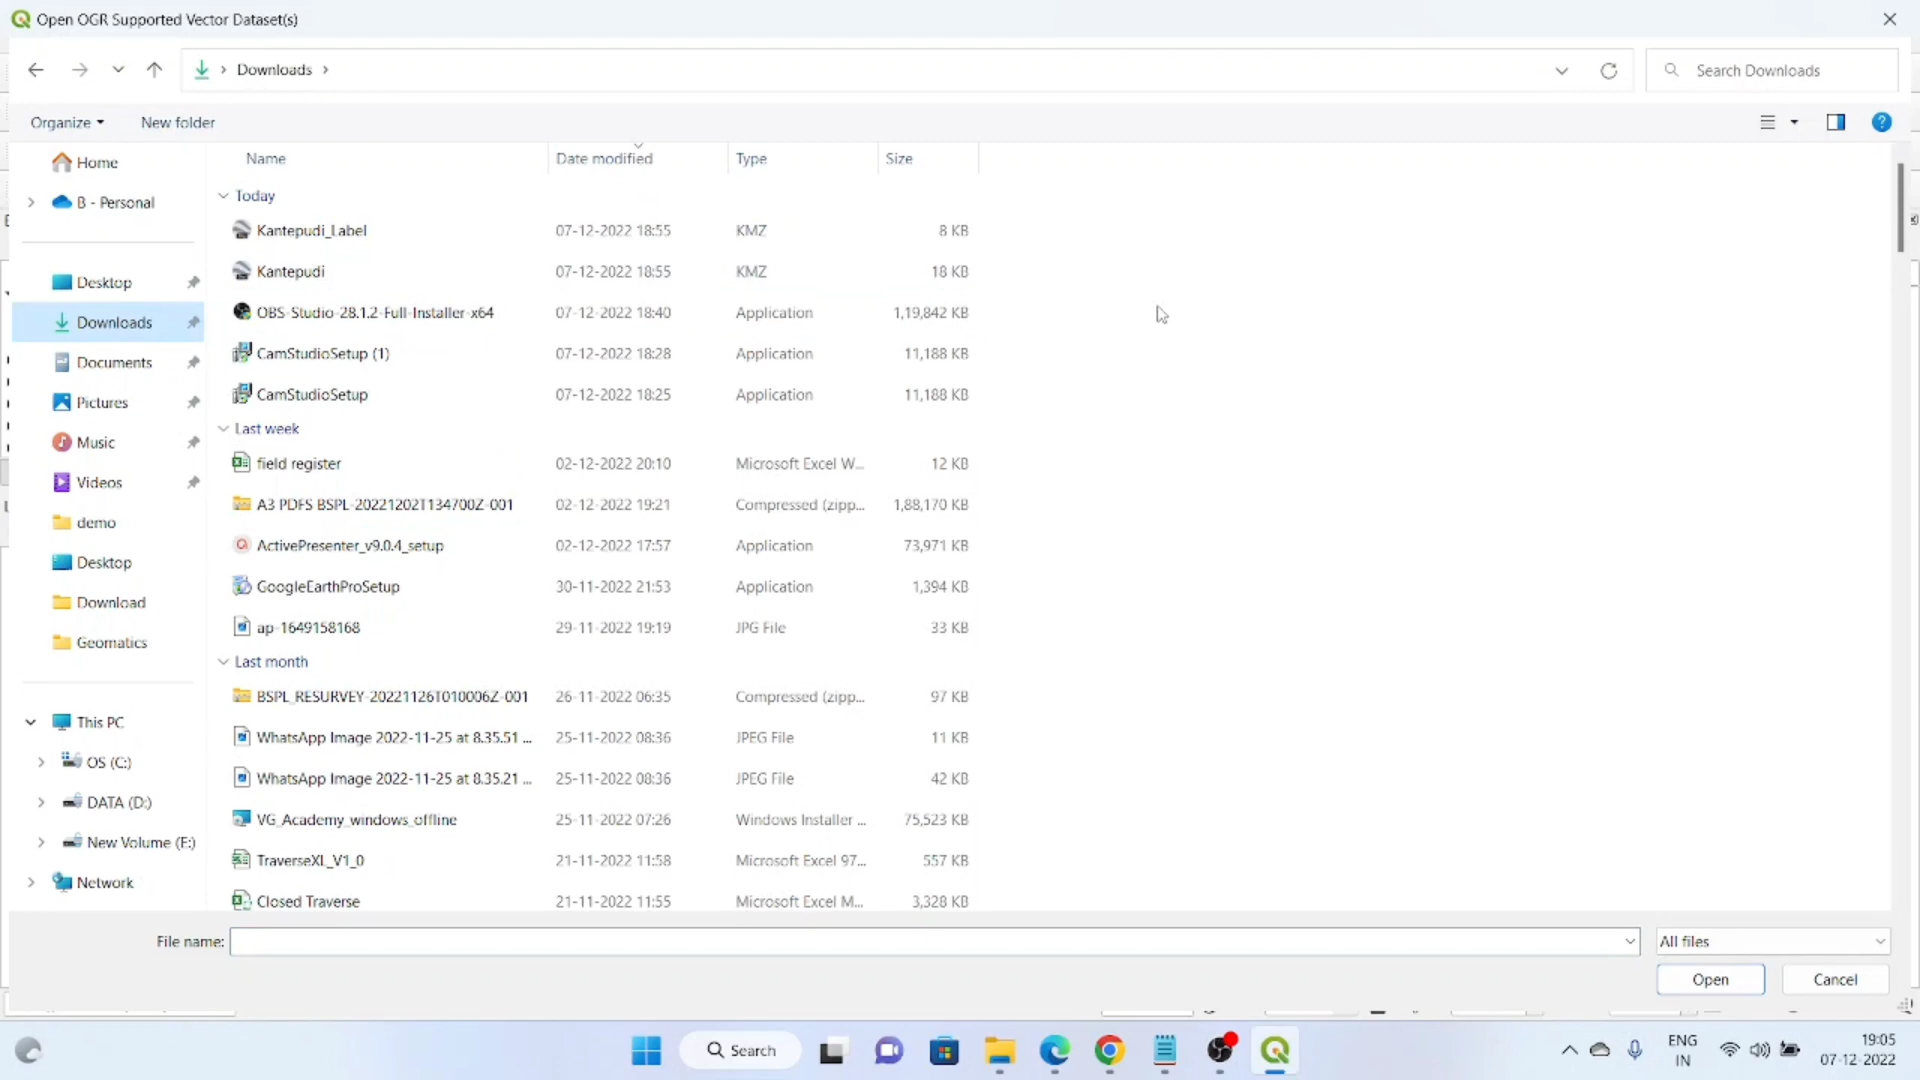 Open OGR Supported Vector Dataset(s)
Downloads
Search Downloads
Organize
New folder
Name Date modified Type Size
Home
B - Personal
Desktop
Downloads
Documents
Pictures
Music
Videos
demo
Desktop
Download
Geomatics
This PC
OS (C:)
DATA (D:)
New Volume (E:)
Network
Today
Kantepudi_Label 07-12-2022 18:55 KMZ 8 KB
Kantepudi 07-12-2022 18:55 KMZ 18 KB
OBS-Studio-28.1.2-Full-Installer-x64 07-12-2022 18:40 Application 1,19,842 KB
CamStudioSetup (1) 07-12-2022 18:28 Application 11,188 KB
CamStudioSetup 07-12-2022 18:25 Application 11,188 KB
Last week
field register 02-12-2022 20:10 Microsoft Excel W... 12 KB
A3 PDFS BSPL-20221202T134700Z-001 02-12-2022 19:21 Compressed (zipp... 1,88,170 KB
ActivePresenter_v9.0.4_setup 02-12-2022 17:57 Application 73,971 KB
GoogleEarthProSetup 30-11-2022 21:53 Application 1,394 KB
ap-1649158168 29-11-2022 19:19 JPG File 33 KB
Last month
BSPL_RESURVEY-20221126T010006Z-001 26-11-2022 06:35 Compressed (zipp... 97 KB
WhatsApp Image 2022-11-25 at 8.35.51 ... 25-11-2022 08:36 JPEG File 11 KB
WhatsApp Image 2022-11-25 at 8.35.21 ... 25-11-2022 08:36 JPEG File 42 KB
VG_Academy_windows_offline 25-11-2022 07:26 Windows Installer ... 75,523 KB
TraverseXL_V1_0 21-11-2022 11:58 Microsoft Excel 97... 557 KB
Closed Traverse 21-11-2022 11:55 Microsoft Excel M... 3,328 KB
File name:
All files
Open
Cancel
Search
ENG
IN
19:05
07-12-2022